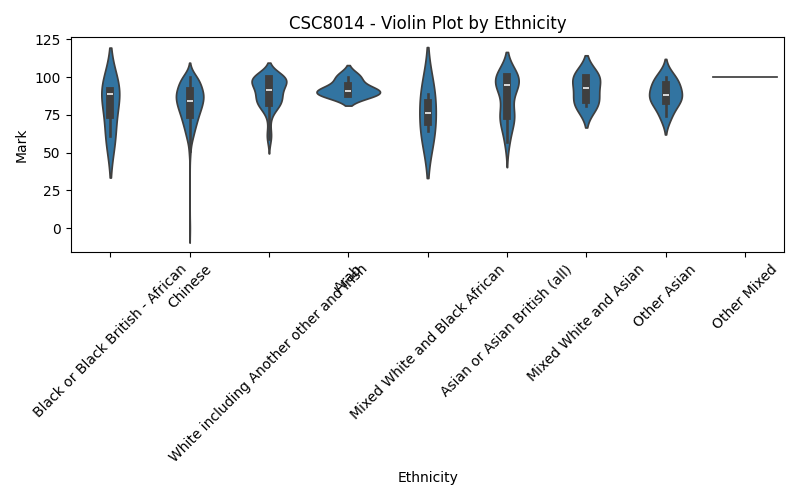 CSC8014 - Violin Plot by Ethnicity
Mark
125
100
75
50
25
0
Black or Black British - African
Chinese
White including Another other and Irish
Arab
Mixed White and Black African
Asian or Asian British (all)
Mixed White and Asian
Other Asian
Other Mixed
Ethnicity